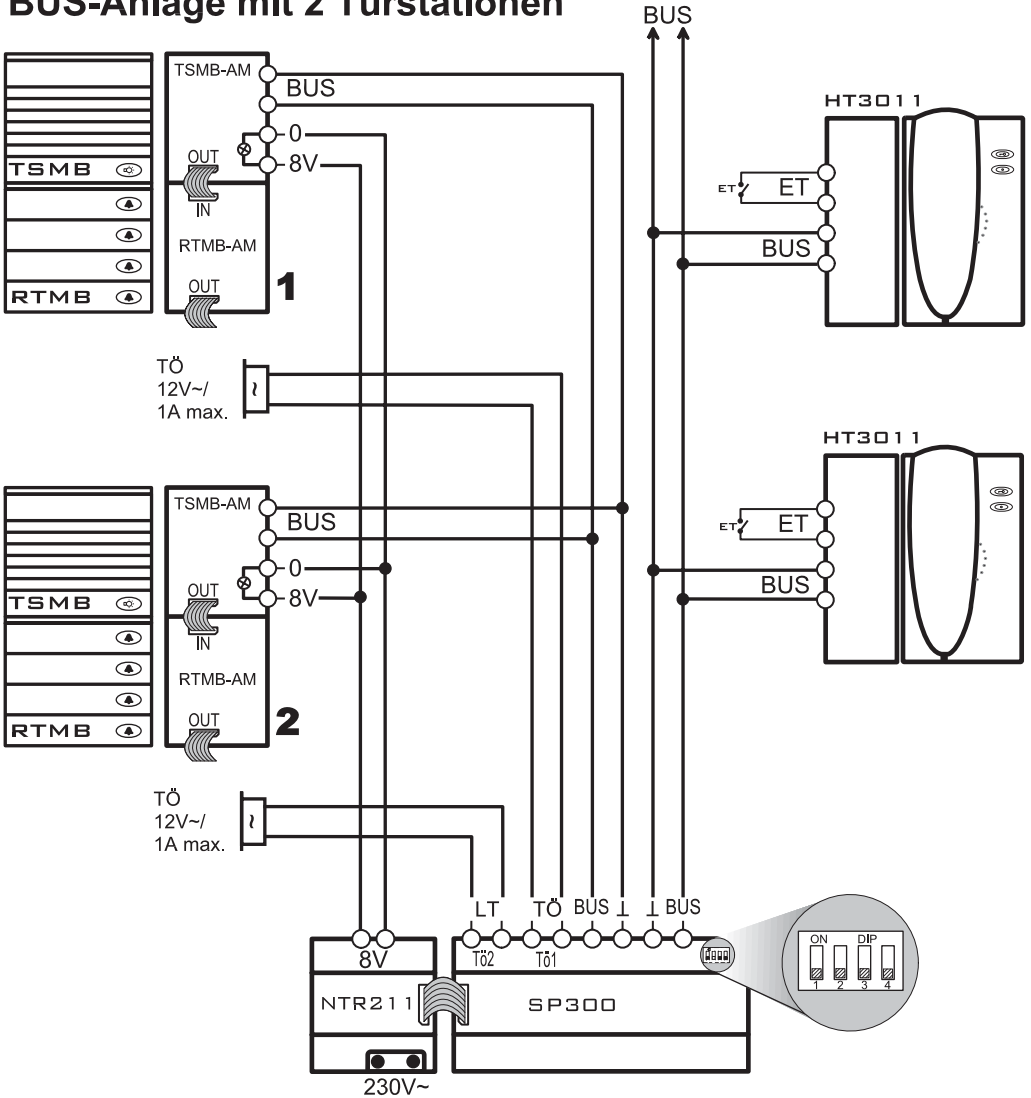 BUS-Anlage mit 2 Türstationen
BUS
TSMB-AM
BUS
0
8V
OUT
IN
TSMB
RTMB-AM
OUT
RTMB
1
HT3011
ET
ET
BUS
TÖ
12V~/
1A max.
~
HT3011
ET
ET
BUS
TSMB-AM
BUS
0
8V
OUT
IN
TSMB
RTMB-AM
OUT
RTMB
2
TÖ
12V~/
1A max.
~
LT TÖ BUS ⊥ ⊥ BUS
8V
Tö2 Tö1
ON DIP
1 2 3 4
NTR211
SP300
230V~